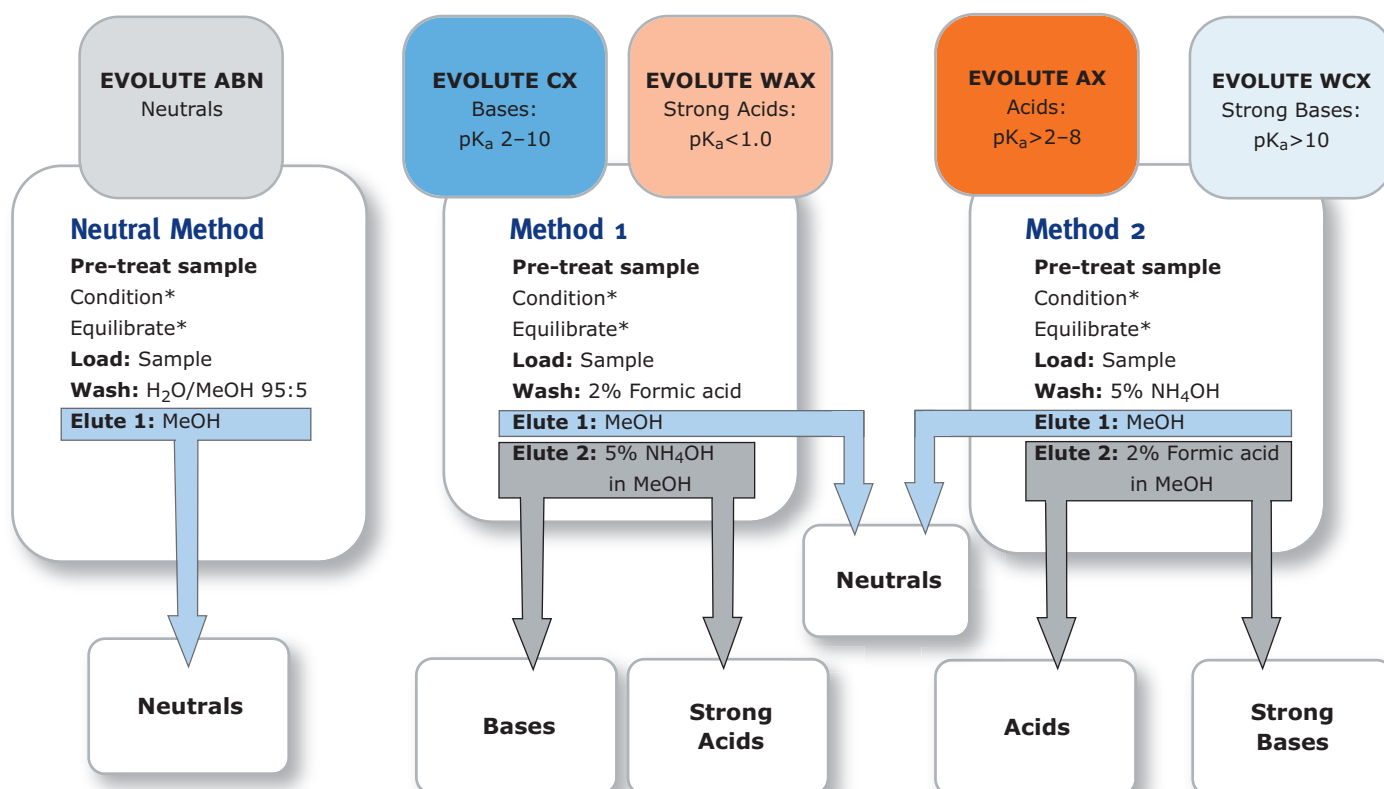 EVOLUTE ABN
Neutrals
EVOLUTE CX
Bases:
pKₐ 2–10
EVOLUTE WAX
Strong Acids:
pKₐ<1.0
EVOLUTE AX
Acids:
pKₐ>2–8
EVOLUTE WCX
Strong Bases:
pKₐ>10
Neutral Method
Pre-treat sample
Condition*
Equilibrate*
Load: Sample
Wash: H₂O/MeOH 95:5
Elute 1: MeOH
Neutrals
Method 1
Pre-treat sample
Condition*
Equilibrate*
Load: Sample
Wash: 2% Formic acid
Elute 1: MeOH
Elute 2: 5% NH₄OH
in MeOH
Bases
Strong
Acids
Neutrals
Method 2
Pre-treat sample
Condition*
Equilibrate*
Load: Sample
Wash: 5% NH₄OH
Elute 1: MeOH
Elute 2: 2% Formic acid
in MeOH
Acids
Strong
Bases